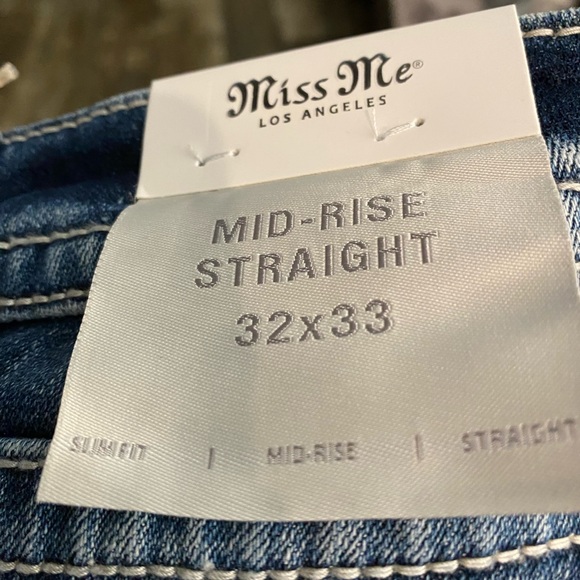 Miss Me®
LOS ANGELES
MID-RISE
STRAIGHT
32x33
SLIM FIT | MID-RISE | STRAIGHT